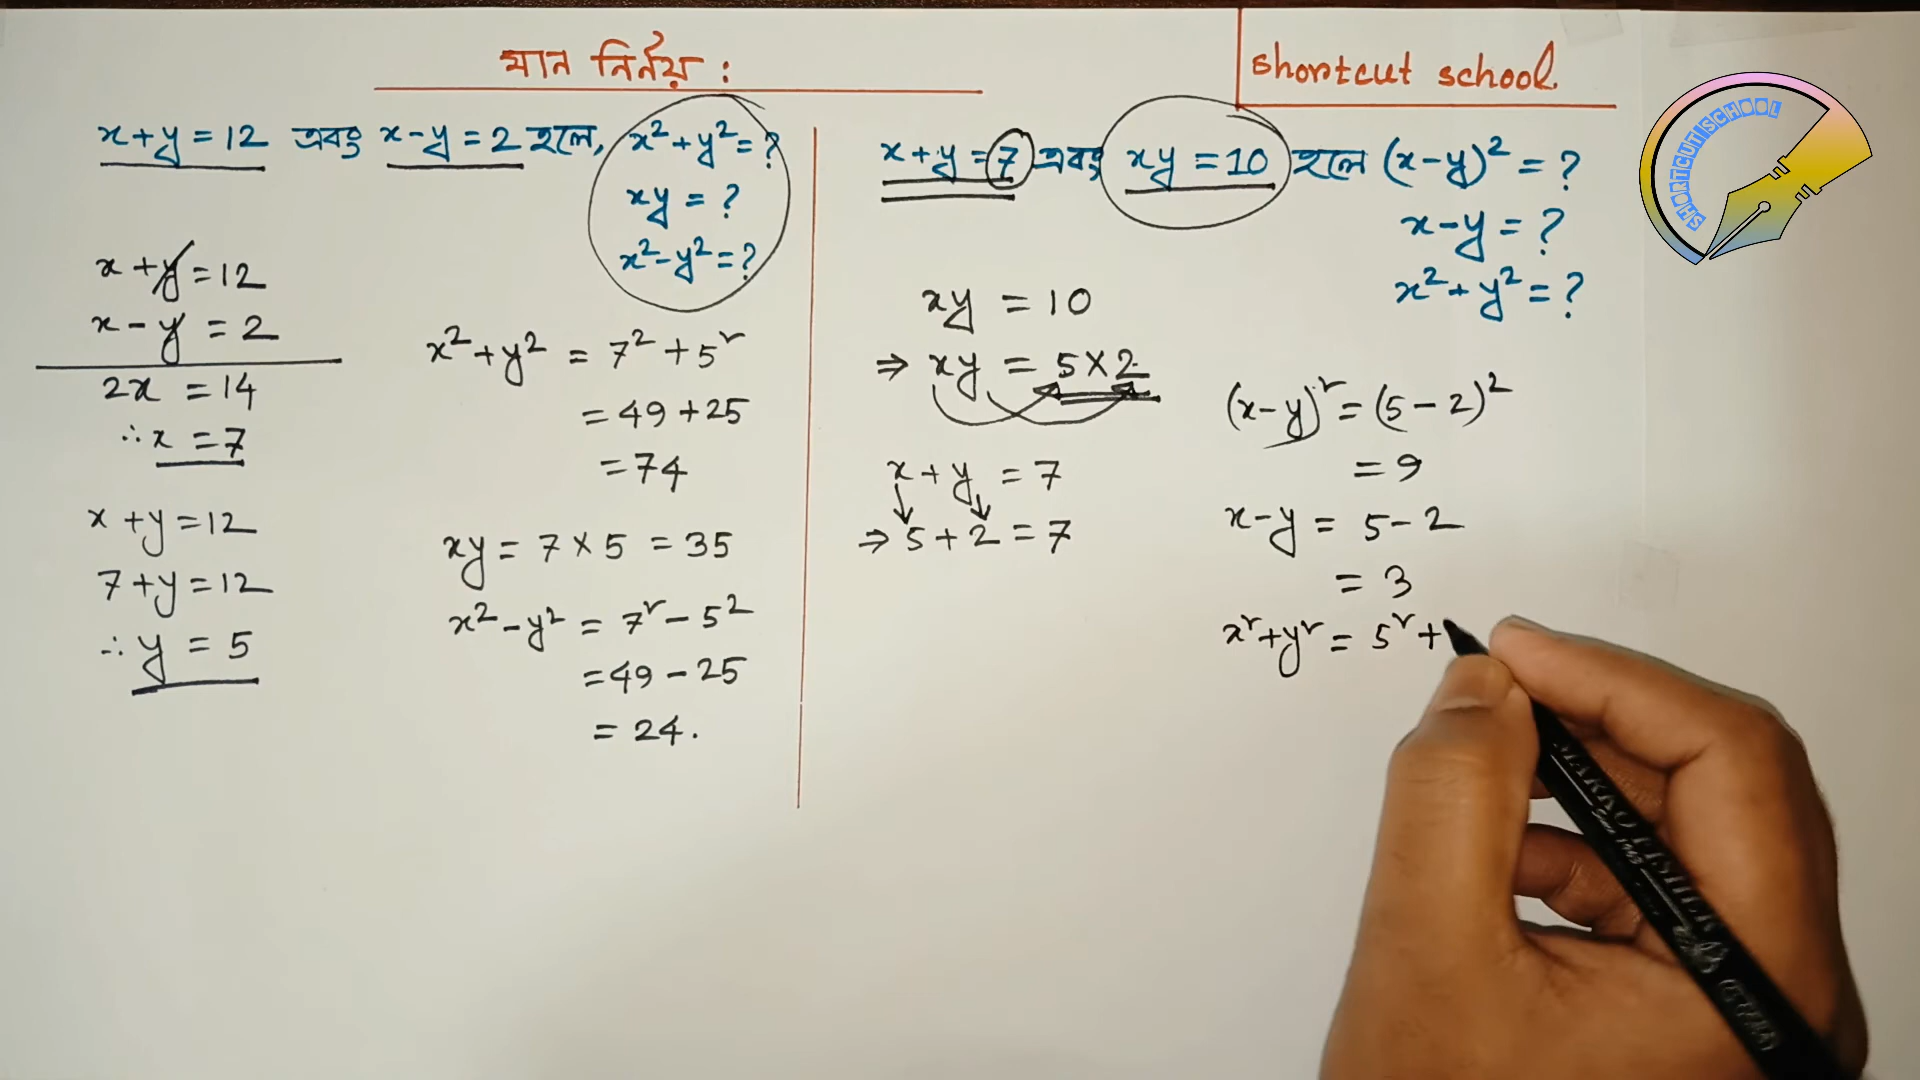 মান নির্নয় :
shortcut school.
SHORTCUT SCHOOL
x+y=12 এবং x-y=2 হলে, x²+y²=?
xy = ?
x²-y²=?
x+y=12
x-y=2
2x=14
∴x=7
x+y=12
7+y=12
∴y=5
x²+y²=7²+5²
=49+25
=74
xy=7×5=35
x²-y²=7²-5²
=49-25
=24.
x+y=7 এবং xy=10 হলে (x-y)²=?
x-y=?
x²+y²=?
xy=10
⇒xy=5×2
x+y=7
⇒5+2=7
(x-y)²=(5-2)²
=9
x-y=5-2
=3
x²+y²=5²+